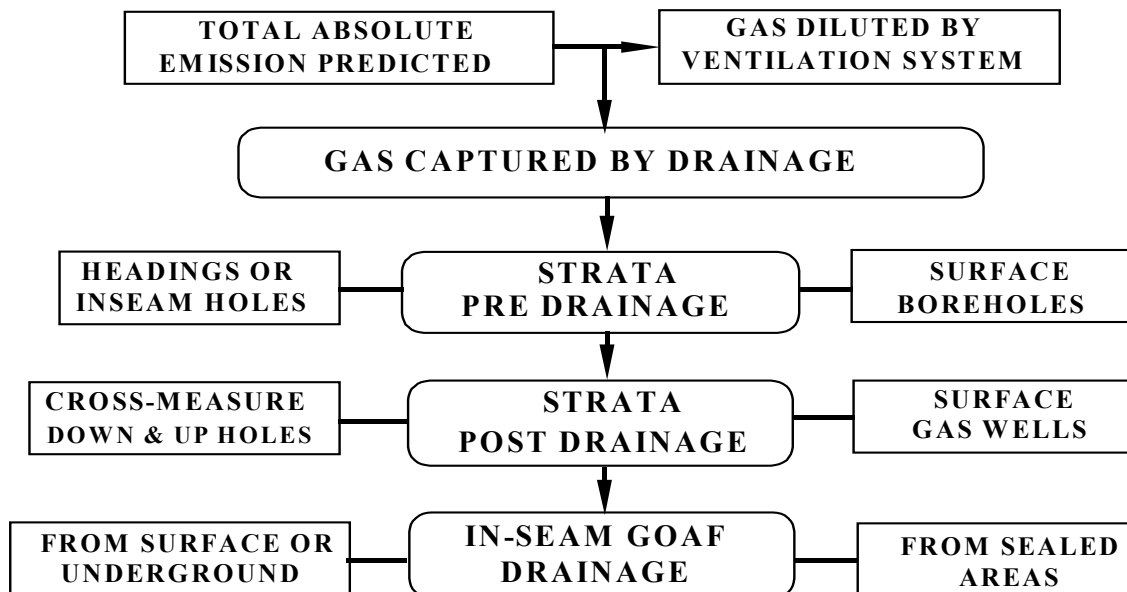 TOTAL ABSOLUTE
EMISSION PREDICTED
GAS DILUTED BY
VENTILATION SYSTEM
GAS CAPTURED BY DRAINAGE
HEADINGS OR
INSEAM HOLES
STRATA
PRE DRAINAGE
SURFACE
BOREHOLES
CROSS-MEASURE
DOWN & UP HOLES
STRATA
POST DRAINAGE
SURFACE
GAS WELLS
FROM SURFACE OR
UNDERGROUND
IN-SEAM GOAF
DRAINAGE
FROM SEALED
AREAS